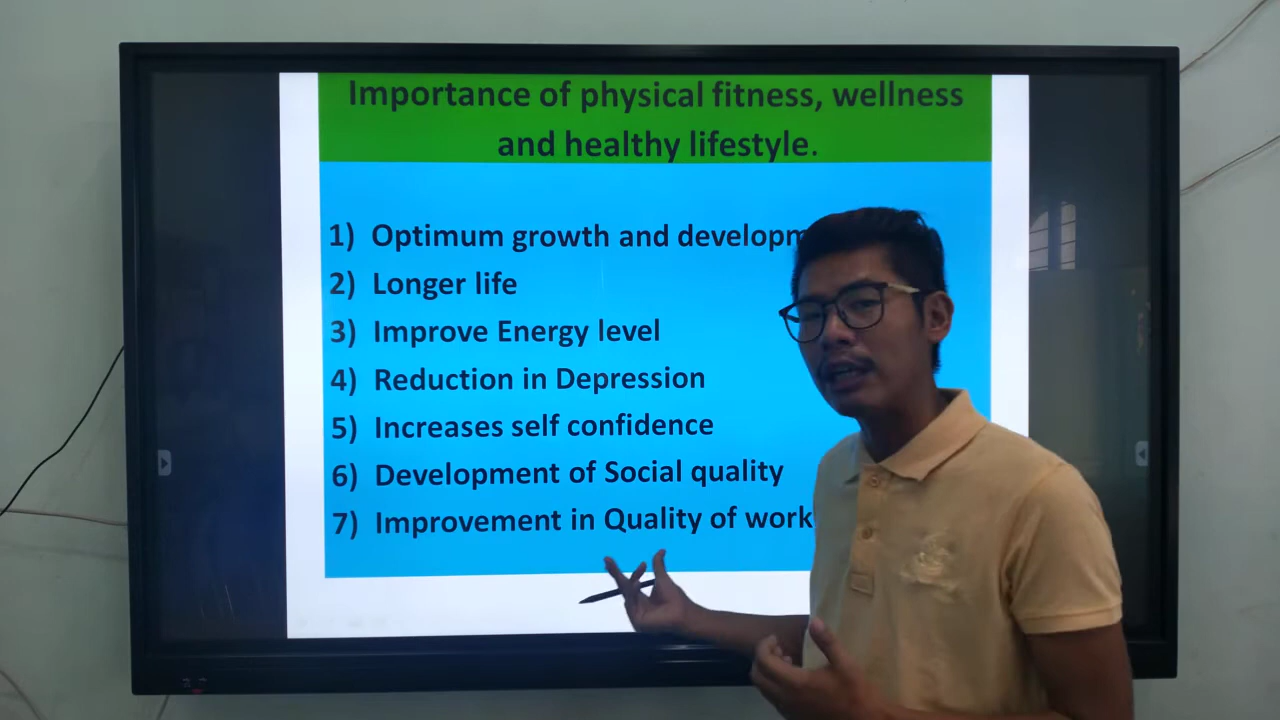 Importance of physical fitness, wellness
and healthy lifestyle.
1) Optimum growth and
2) Longer life
3) Improve Energy level
4) Reduction in Depression
5) Increases self confidence
6) Development of Social quality
7) Improvement in Quality of work